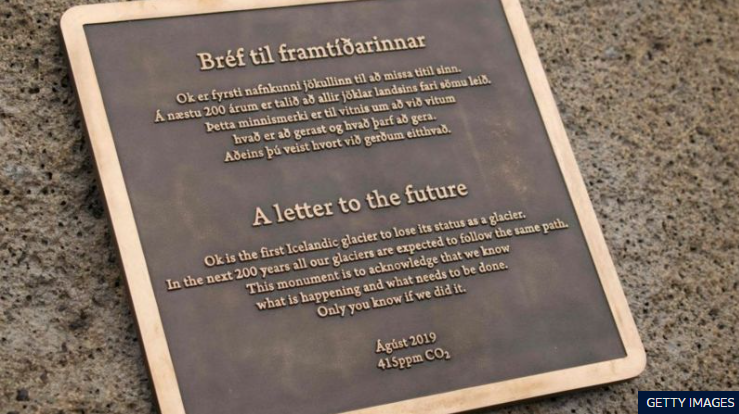 Bréf til framtíðarinnar
Ok er fyrsti nafnkunni jökullinn til að missa titil sinn.
Á næstu 200 árum er talið að allir jöklar landsins fari sömu leið.
Þetta minnismerki er til vitnis um að við vitum
hvað er að gerast og hvað þarf að gera.
Aðeins þú veist hvort við gerðum eitthvað.
A letter to the future
Ok is the first Icelandic glacier to lose its status as a glacier.
In the next 200 years all our glaciers are expected to follow the same path.
This monument is to acknowledge that we know
what is happening and what needs to be done.
Only you know if we did it.
Ágúst 2019
415ppm CO₂
GETTY IMAGES